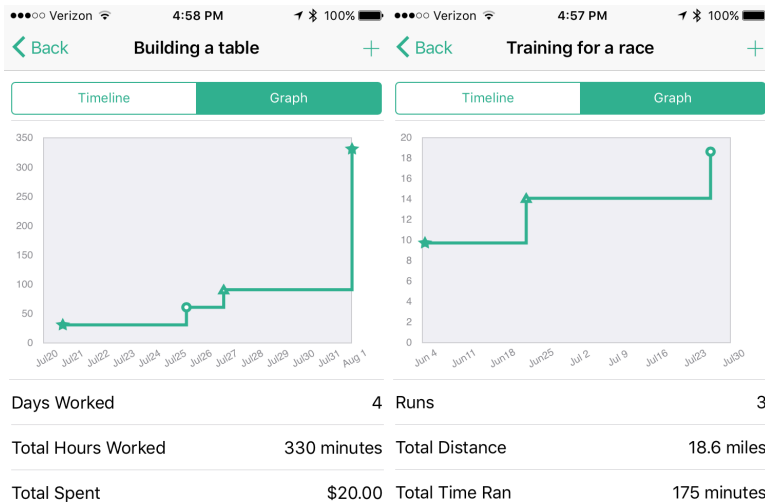 Verizon 4:58 PM 100%
Back Building a table +
Timeline Graph
350
300
250
200
150
100
50
0
Jul20 Jul21 Jul22 Jul23 Jul24 Jul25 Jul26 Jul27 Jul28 Jul29 Jul30 Jul31 Aug 1
Days Worked 4
Total Hours Worked 330 minutes
Total Spent $20.00
Verizon 4:57 PM 100%
Back Training for a race +
Timeline Graph
20
18
16
14
12
10
8
6
4
2
0
Jun 4 Jun11 Jun18 Jun25 Jul 2 Jul 9 Jul16 Jul23 Jul30
Runs 3
Total Distance 18.6 miles
Total Time Ran 175 minutes